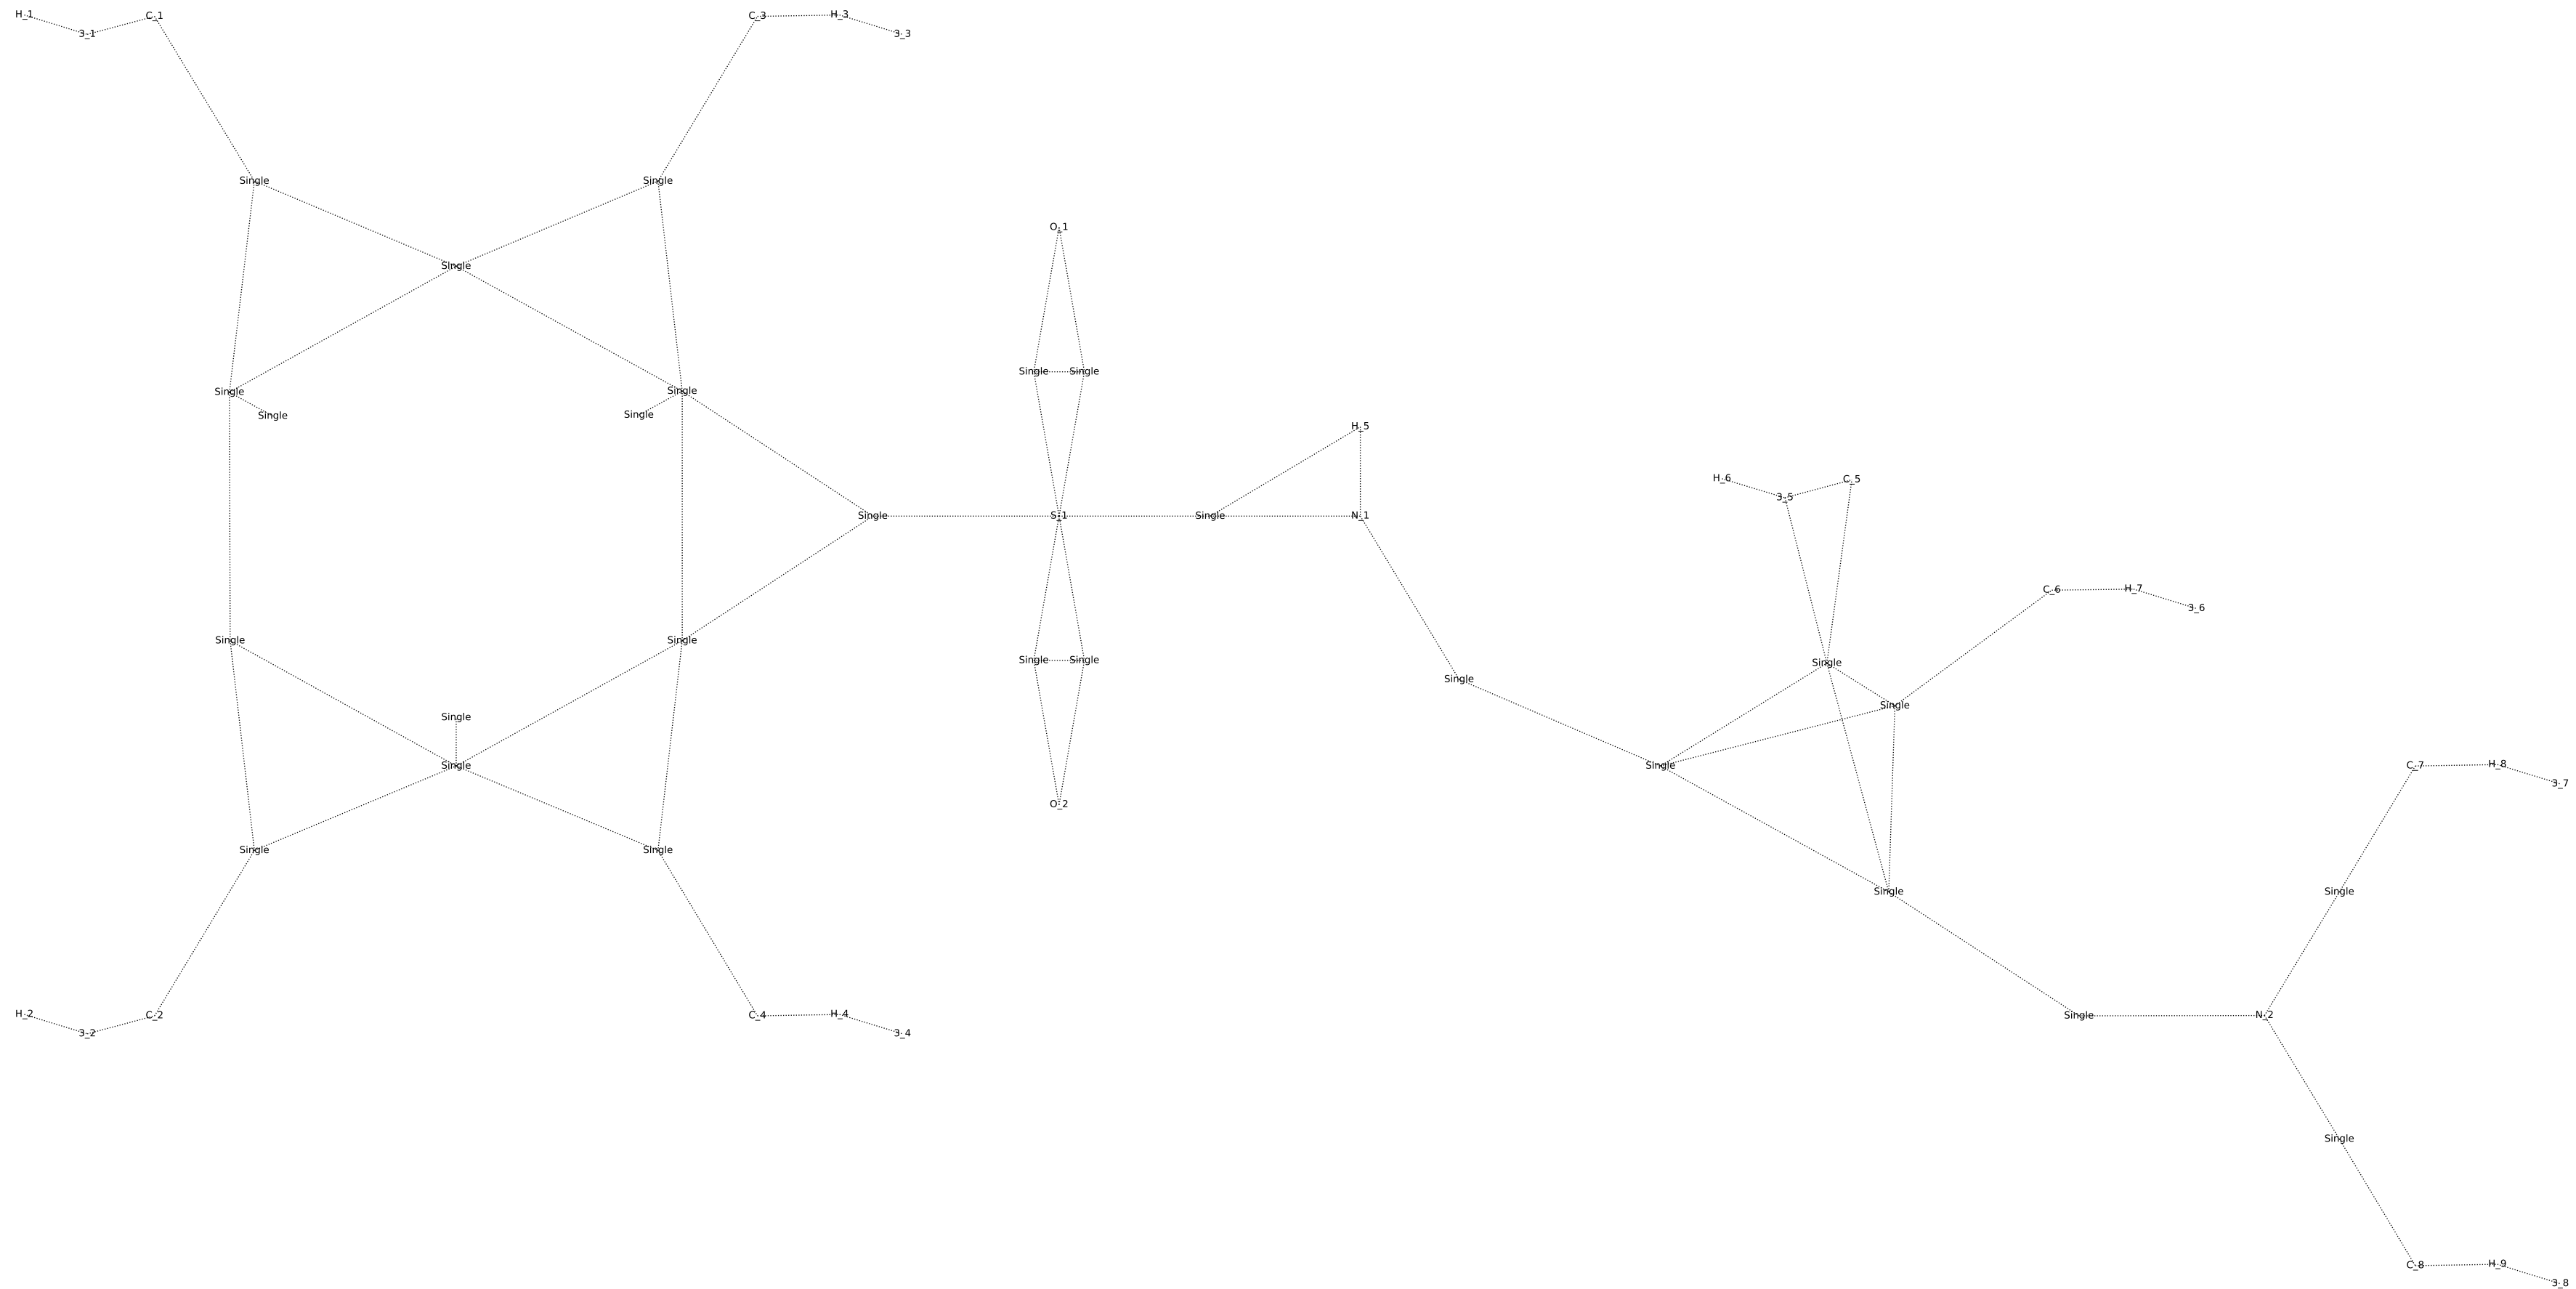 H_1 C_1 C_3 H_3
3_1 3_3
Single Single
O_1
Single
Single Single
Single Single
Single Single
H_5
H_6 C_5
3_5
Single S_1 Single N_1
C_6 H_7
3_6
Single Single
Single Single Single
Single
Single
Single
Single Single C_7 H_8
3_7
O_2
Single Single
Single Single
H_2 C_2 C_4 H_4 Single N_2
3_2 3_4
Single
C_8 H_9
3_8